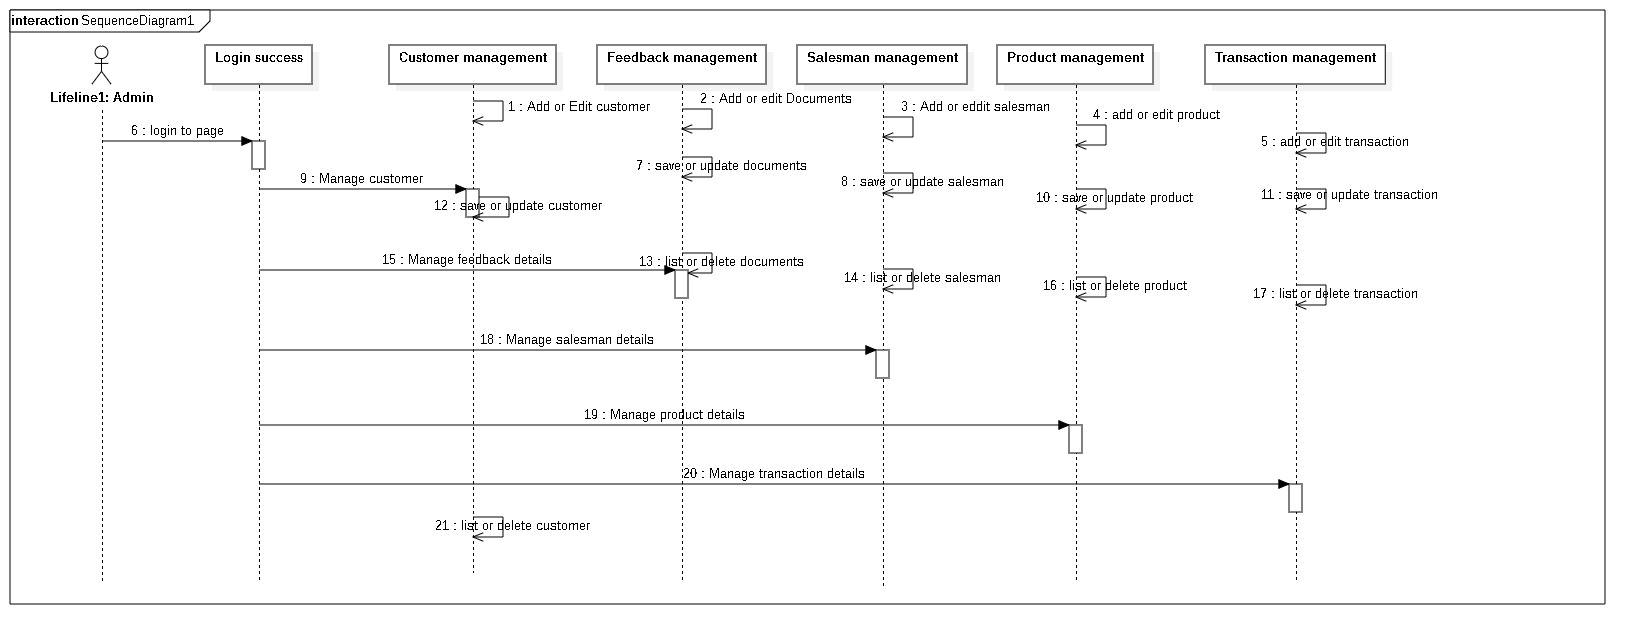 interaction SequenceDiagram1
Lifeline1: Admin
Login success
Customer management
Feedback management
Salesman management
Product management
Transaction management
1 : Add or Edit customer
2 : Add or edit Documents
3 : Add or eddit salesman
4 : add or edit product
5 : add or edit transaction
6 : login to page
7 : save or update documents
8 : save or update salesman
9 : Manage customer
10 : save or update product
11 : save or update transaction
12 : save or update customer
13 : list or delete documents
14 : list or delete salesman
15 : Manage feedback details
16 : list or delete product
17 : list or delete transaction
18 : Manage salesman details
19 : Manage product details
20 : Manage transaction details
21 : list or delete customer